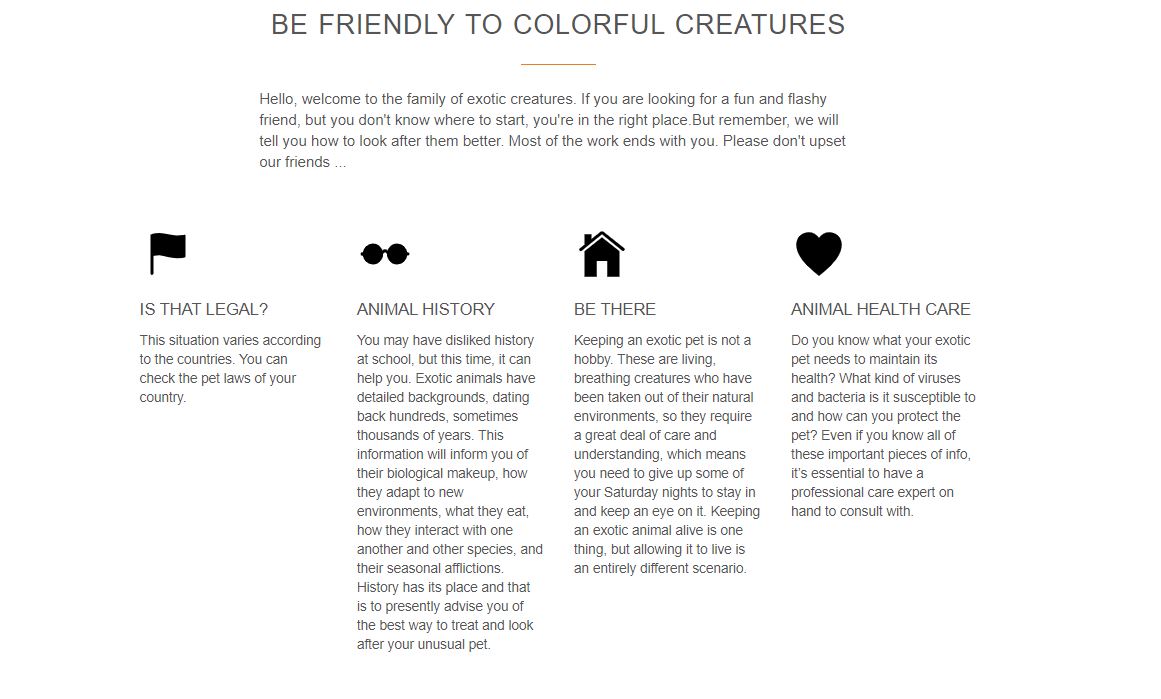 BE FRIENDLY TO COLORFUL CREATURES
Hello, welcome to the family of exotic creatures. If you are looking for a fun and flashy
friend, but you don't know where to start, you're in the right place.But remember, we will
tell you how to look after them better. Most of the work ends with you. Please don't upset
our friends ...
IS THAT LEGAL?
This situation varies according
to the countries. You can
check the pet laws of your
country.
ANIMAL HISTORY
You may have disliked history
at school, but this time, it can
help you. Exotic animals have
detailed backgrounds, dating
back hundreds, sometimes
thousands of years. This
information will inform you of
their biological makeup, how
they adapt to new
environments, what they eat,
how they interact with one
another and other species, and
their seasonal afflictions.
History has its place and that
is to presently advise you of
the best way to treat and look
after your unusual pet.
BE THERE
Keeping an exotic pet is not a
hobby. These are living,
breathing creatures who have
been taken out of their natural
environments, so they require
a great deal of care and
understanding, which means
you need to give up some of
your Saturday nights to stay in
and keep an eye on it. Keeping
an exotic animal alive is one
thing, but allowing it to live is
an entirely different scenario.
ANIMAL HEALTH CARE
Do you know what your exotic
pet needs to maintain its
health? What kind of viruses
and bacteria is it susceptible to
and how can you protect the
pet? Even if you know all of
these important pieces of info,
it's essential to have a
professional care expert on
hand to consult with.